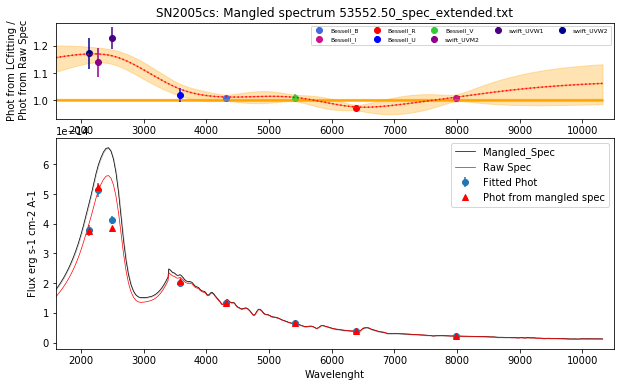 SN2005cs: Mangled spectrum 53552.50_spec_extended.txt
Phot from LCfitting /
Phot from Raw Spec
1.2
1.1
1.0
Bessell_B
Bessell_I
Bessell_R
Bessell_U
Bessell_V
swift_UVM2
swift_UVW1
swift_UVW2
2000 3000 4000 5000 6000 7000 8000 9000 10000
1e−14
Flux erg s-1 cm-2 A-1
6
5
4
3
2
1
0
Mangled_Spec
Raw Spec
Fitted Phot
Phot from mangled spec
2000 3000 4000 5000 6000 7000 8000 9000 10000
Wavelenght